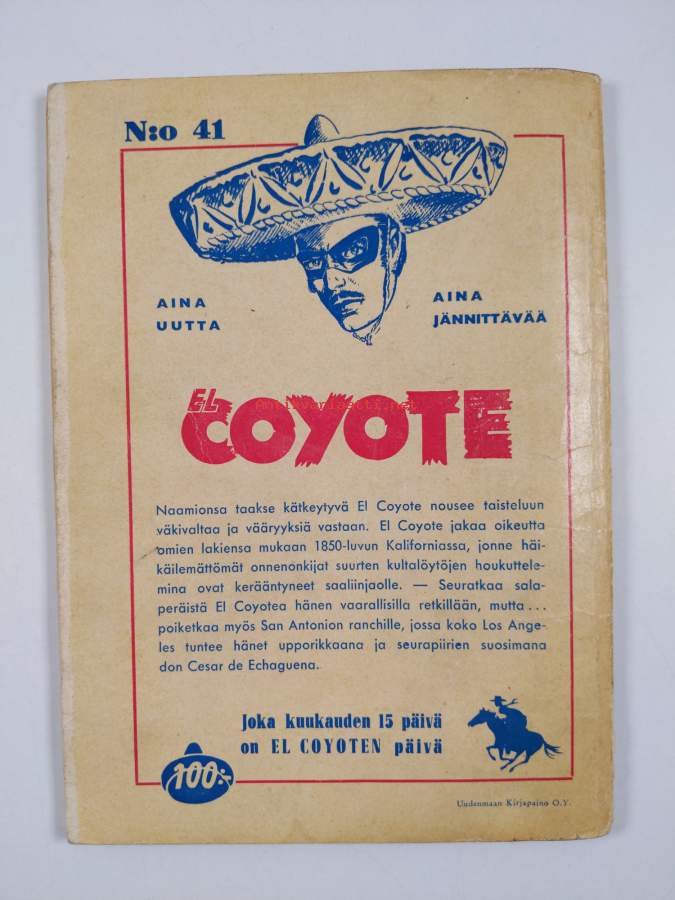 N:o 41
AINA
UUTTA
AINA
JÄNNITTÄVÄÄ
EL
COYOTE
Antikvariaatti.net
Naamionsa taakse kätkeytyvä El Coyote nousee taisteluun
väkivaltaa ja vääryyksiä vastaan. El Coyote jakaa oikeutta
omien lakiensa mukaan 1850-luvun Kaliforniassa, jonne häi-
käilemättömät onnenonkijat suurten kultalöytöjen houkuttele-
mina ovat kerääntyneet saaliinjaolle. — Seuratkaa sala-
peräistä El Coyotea hänen vaarallisilla retkillään, mutta...
poiketkaa myös San Antonion ranchille, jossa koko Los Ange-
les tuntee hänet upporikkaana ja seurapiirien suosimana
don Cesar de Echaguena.
Joka kuukauden 15 päivä
on EL COYOTEN päivä
100:-
Uudenmaan Kirjapaino O.Y.